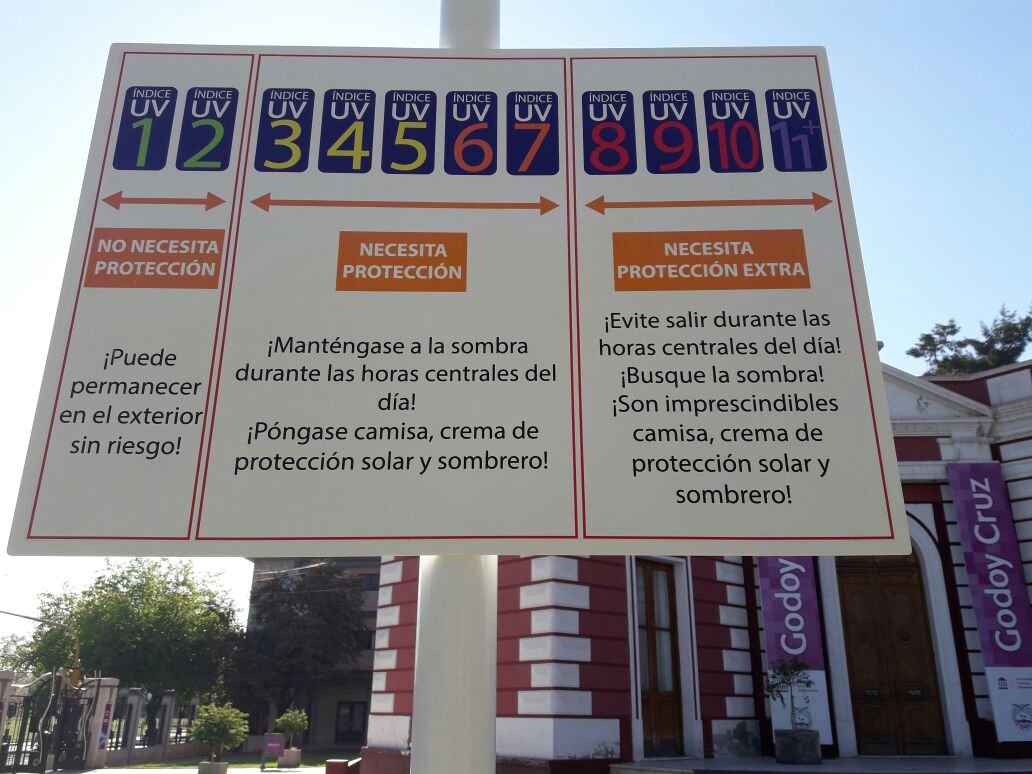 ÍNDICE UV 1
ÍNDICE UV 2
ÍNDICE UV 3
ÍNDICE UV 4
ÍNDICE UV 5
ÍNDICE UV 6
ÍNDICE UV 7
ÍNDICE UV 8
ÍNDICE UV 9
ÍNDICE UV 10
ÍNDICE UV 11+
NO NECESITA
PROTECCIÓN
¡Puede
permanecer
en el exterior
sin riesgo!
NECESITA
PROTECCIÓN
¡Manténgase a la sombra
durante las horas centrales del
día!
¡Póngase camisa, crema de
protección solar y sombrero!
NECESITA
PROTECCIÓN EXTRA
¡Evite salir durante las
horas centrales del día!
¡Busque la sombra!
¡Son imprescindibles
camisa, crema de
protección solar y
sombrero!
Godoy
Godoy Cruz